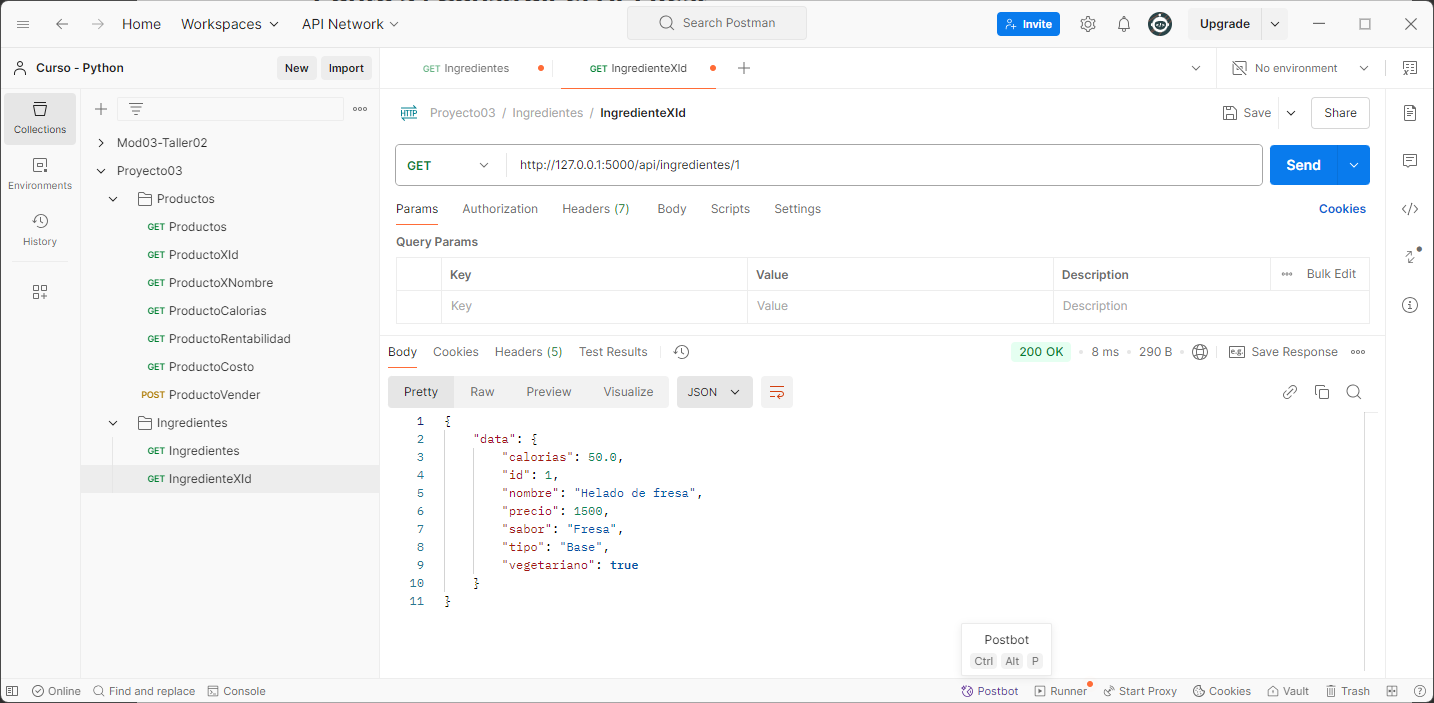 Home Workspaces API Network Search Postman Invite Upgrade
Curso - Python New Import GET Ingredientes GET IngredienteXId No environment
Collections
Environments
History
Mod03-Taller02
Proyecto03
Productos
GET Productos
GET ProductoXId
GET ProductoXNombre
GET ProductoCalorias
GET ProductoRentabilidad
GET ProductoCosto
POST ProductoVender
Ingredientes
GET Ingredientes
GET IngredienteXId
HTTP Proyecto03 / Ingredientes / IngredienteXId Save Share
GET http://127.0.0.1:5000/api/ingredientes/1 Send
Params Authorization Headers (7) Body Scripts Settings Cookies
Query Params
Key Value Description Bulk Edit
Key Value Description
Body Cookies Headers (5) Test Results 200 OK • 8 ms • 290 B • e.g. Save Response
Pretty Raw Preview Visualize JSON
1 {
2 "data": {
3 "calorias": 50.0,
4 "id": 1,
5 "nombre": "Helado de fresa",
6 "precio": 1500,
7 "sabor": "Fresa",
8 "tipo": "Base",
9 "vegetariano": true
10 }
11 }
Postbot
Ctrl Alt P
Online Find and replace Console Postbot Runner Start Proxy Cookies Vault Trash